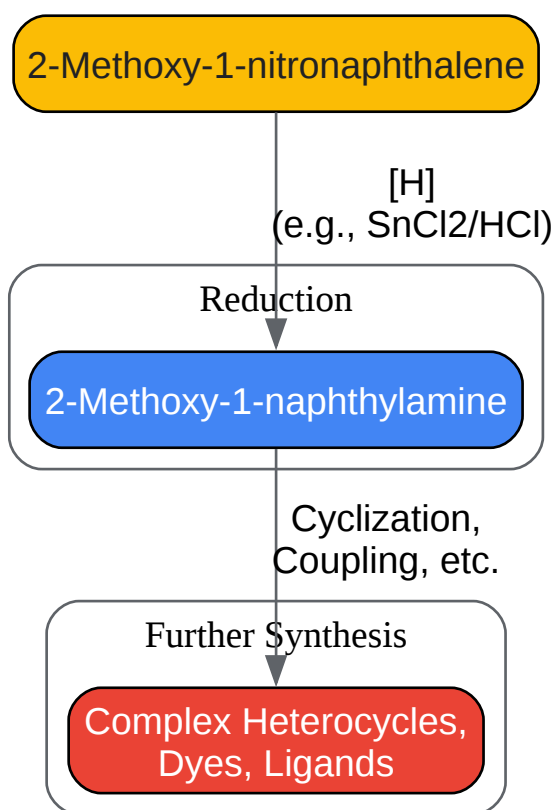 2-Methoxy-1-nitronaphthalene
[H]
(e.g., SnCl2/HCl)
Reduction
2-Methoxy-1-naphthylamine
Cyclization,
Coupling, etc.
Further Synthesis
Complex Heterocycles,
Dyes, Ligands